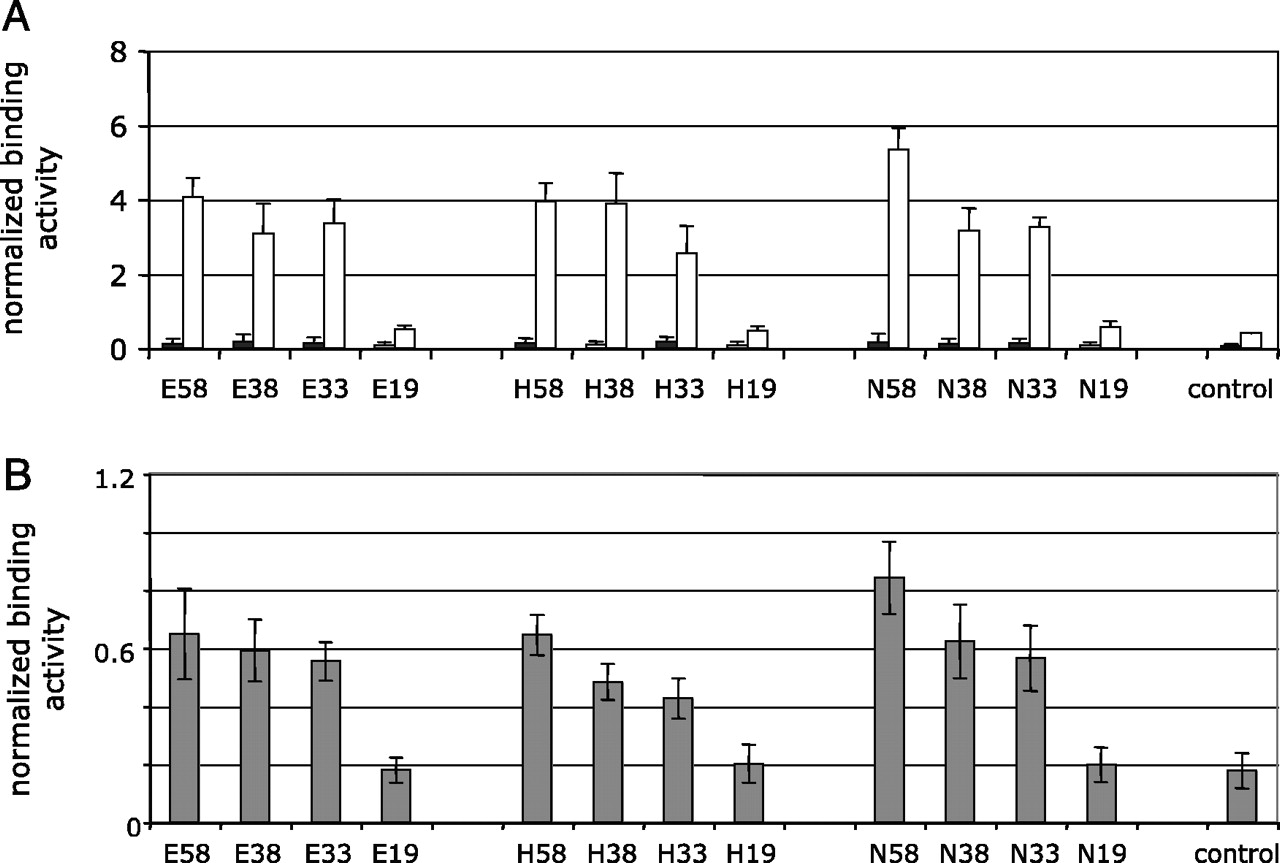 A
normalized binding
activity
8
6
4
2
0
E58 E38 E33 E19 H58 H38 H33 H19 N58 N38 N33 N19 control
B
normalized binding
activity
1.2
0.6
0
E58 E38 E33 E19 H58 H38 H33 H19 N58 N38 N33 N19 control